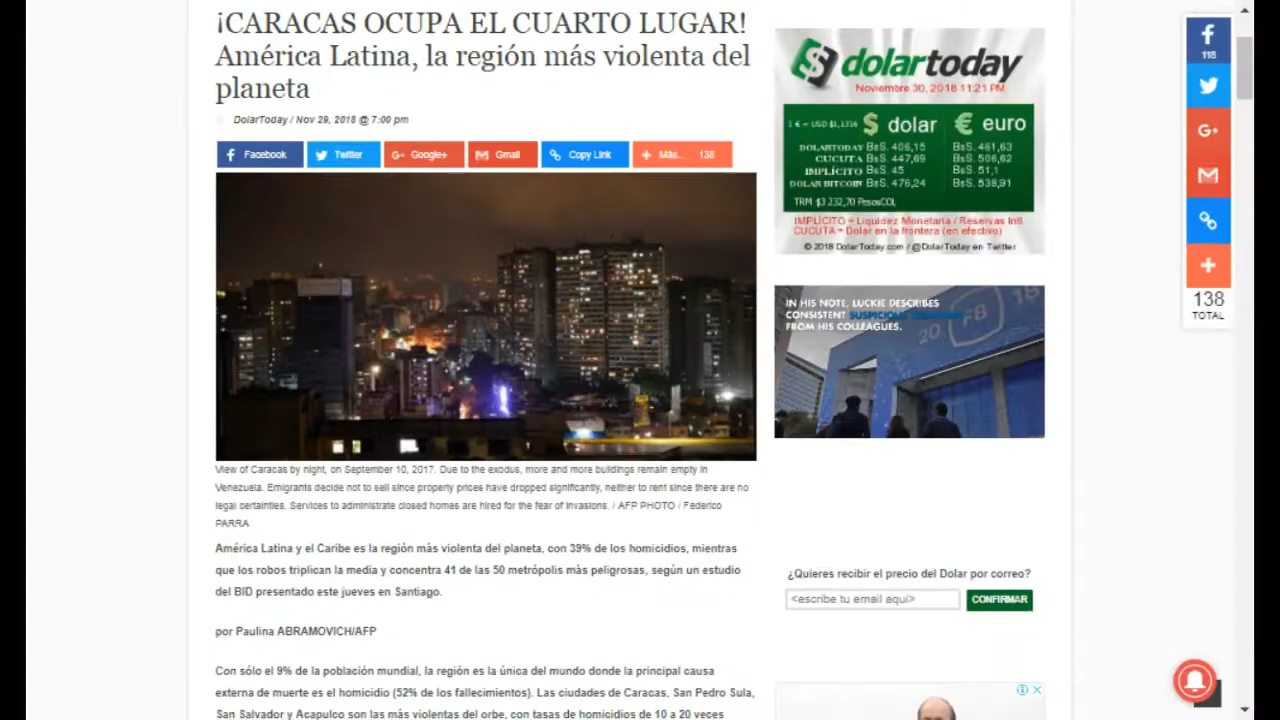 ¡CARACAS OCUPA EL CUARTO LUGAR!
América Latina, la región más violenta del
planeta
DolarToday / Nov 29, 2018 @ 7:00 pm
Facebook
Twitter
Google+
Gmail
Copy Link
Más... 138
View of Caracas by night, on September 10, 2017. Due to the exodus, more and more buildings remain empty in
Venezuela. Emigrants decide not to sell since property prices have dropped significantly, neither to rent since there are no
legal certainties. Services to administrate closed homes are hired for the fear of invasions. / AFP PHOTO / Federico
PARRA
América Latina y el Caribe es la región más violenta del planeta, con 39% de los homicidios, mientras
que los robos triplican la media y concentra 41 de las 50 metrópolis más peligrosas, según un estudio
del BID presentado este jueves en Santiago.
por Paulina ABRAMOVICH/AFP
Con sólo el 9% de la población mundial, la región es la única del mundo donde la principal causa
externa de muerte es el homicidio (52% de los fallecimientos). Las ciudades de Caracas, San Pedro Sula,
San Salvador y Acapulco son las más violentas del orbe, con tasas de homicidios de 10 a 20 veces
dolartoday
Noviembre 30, 2018 11:21 PM
1 € = USD $1,1316 $ dolar € euro
DOLARTODAY BsS. 406,15 BsS. 461,63
CUCUTA BsS. 447,69 BsS. 506,62
IMPLÍCITO BsS. 45 BsS. 51,1
DOLAR BITCOIN BsS. 476,24 BsS. 538,91
TRM $3.232,70 PesosCOL
IMPLÍCITO = Liquidez Monetaria / Reservas Intl
CUCUTA = Dolar en la frontera (en efectivo)
© 2018 DolarToday.com / @DolarToday en Twitter
IN HIS NOTE, LUCKIE DESCRIBES
CONSISTENT SUSPICIOUS
FROM HIS COLLEAGUES.
20 F8 18
¿Quieres recibir el precio del Dolar por correo?
<escribe tu email aqui> CONFIRMAR
118
138
TOTAL